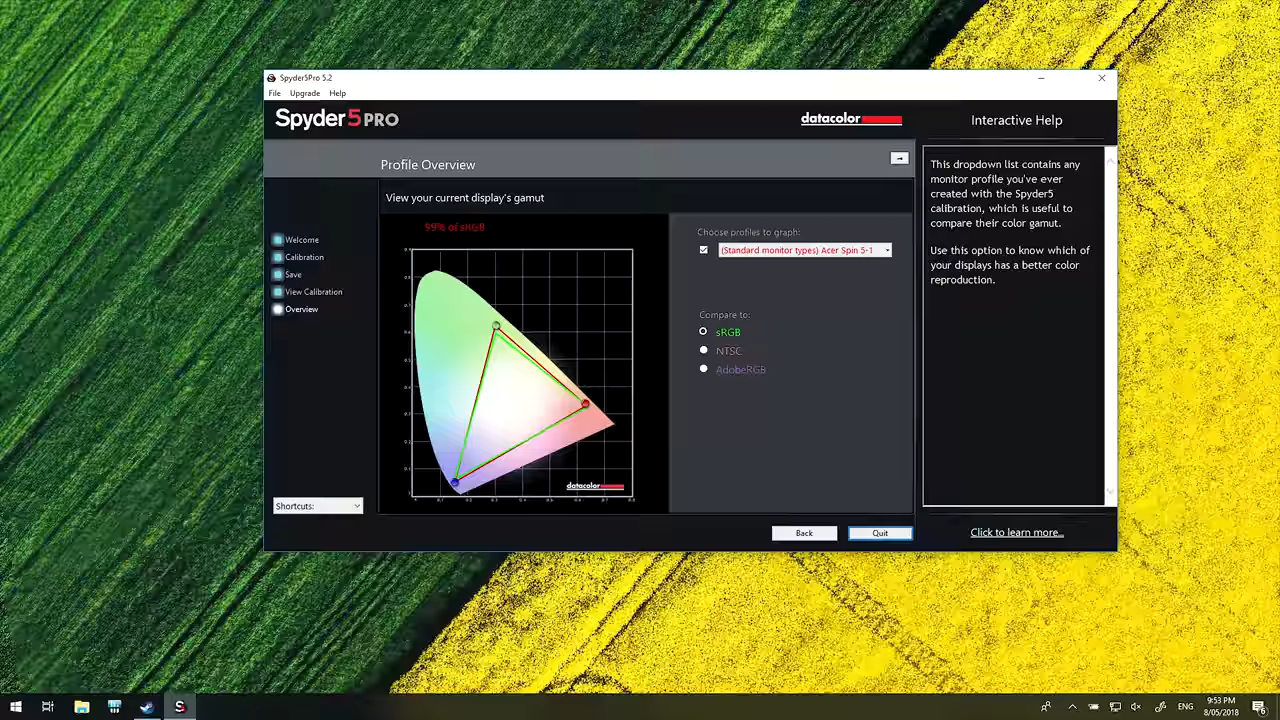 Spyder5Pro 5.2
File Upgrade Help
Spyder5PRO
datacolor
Interactive Help
Profile Overview
View your current display's gamut
99% of sRGB
Welcome
Calibration
Save
View Calibration
Overview
Choose profiles to graph:
(Standard monitor types) Acer Spin 5-1
Compare to:
sRGB
NTSC
AdobeRGB
datacolor
This dropdown list contains any
monitor profile you've ever
created with the Spyder5
calibration, which is useful to
compare their color gamut.
Use this option to know which of
your displays has a better color
reproduction.
Shortcuts:
Back
Quit
Click to learn more...
ENG
9:53 PM
8/05/2018